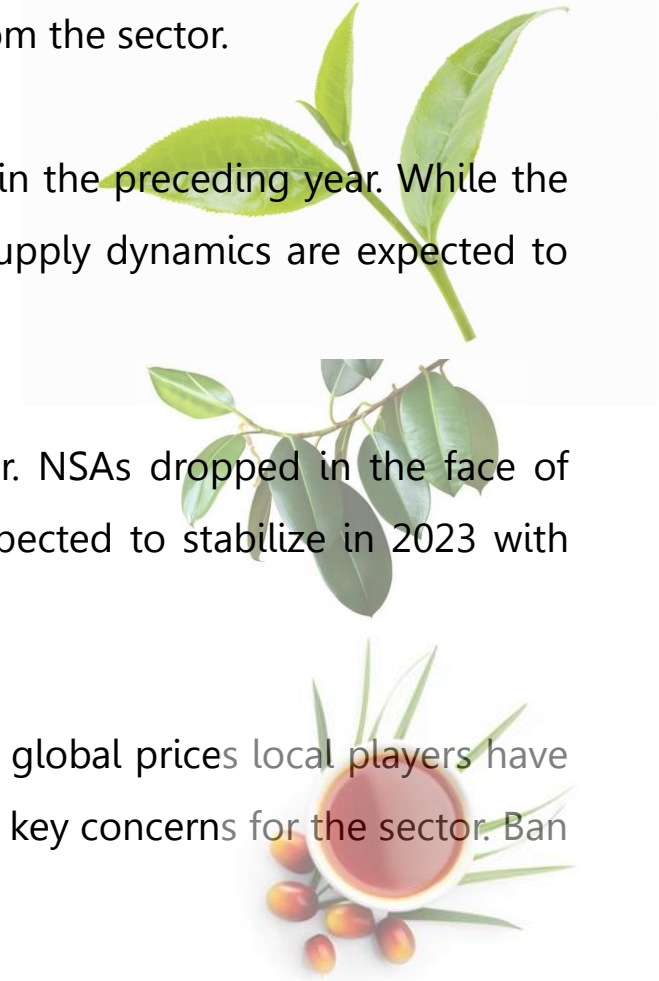 om the sector.
in the preceding year. While the
upply dynamics are expected to
r. NSAs dropped in the face of
pected to stabilize in 2023 with
global prices local players have
key concerns for the sector. Ban